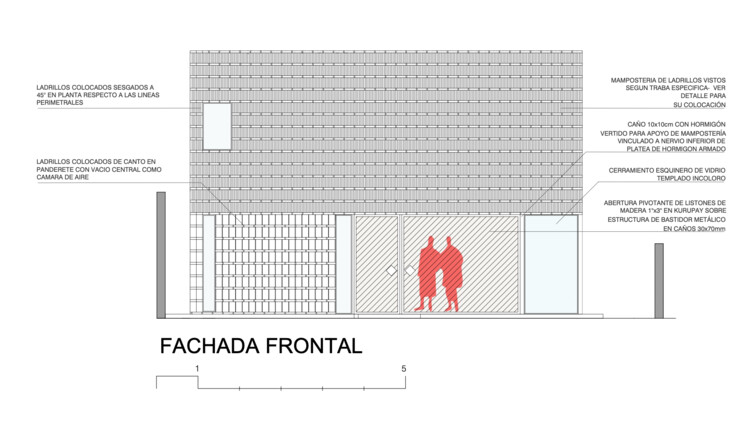 LADRILLOS COLOCADOS SESGADOS A
45° EN PLANTA RESPECTO A LAS LINEAS
PERIMETRALES
LADRILLOS COLOCADOS DE CANTO EN
PANDERETE CON VACIO CENTRAL COMO
CAMARA DE AIRE
MAMPOSTERIA DE LADRILLOS VISTOS
SEGUN TRABA ESPECIFICA- VER
DETALLE PARA
SU COLOCACIÓN
CAÑO 10x10cm CON HORMIGÓN
VERTIDO PARA APOYO DE MAMPOSTERÍA
VINCULADO A NERVIO INFERIOR DE
PLATEA DE HORMIGON ARMADO
CERRAMIENTO ESQUINERO DE VIDRIO
TEMPLADO INCOLORO
ABERTURA PIVOTANTE DE LISTONES DE
MADERA 1"x3" EN KURUPAY SOBRE
ESTRUCTURA DE BASTIDOR METÁLICO
EN CAÑOS 30x70mm
FACHADA FRONTAL
1 5